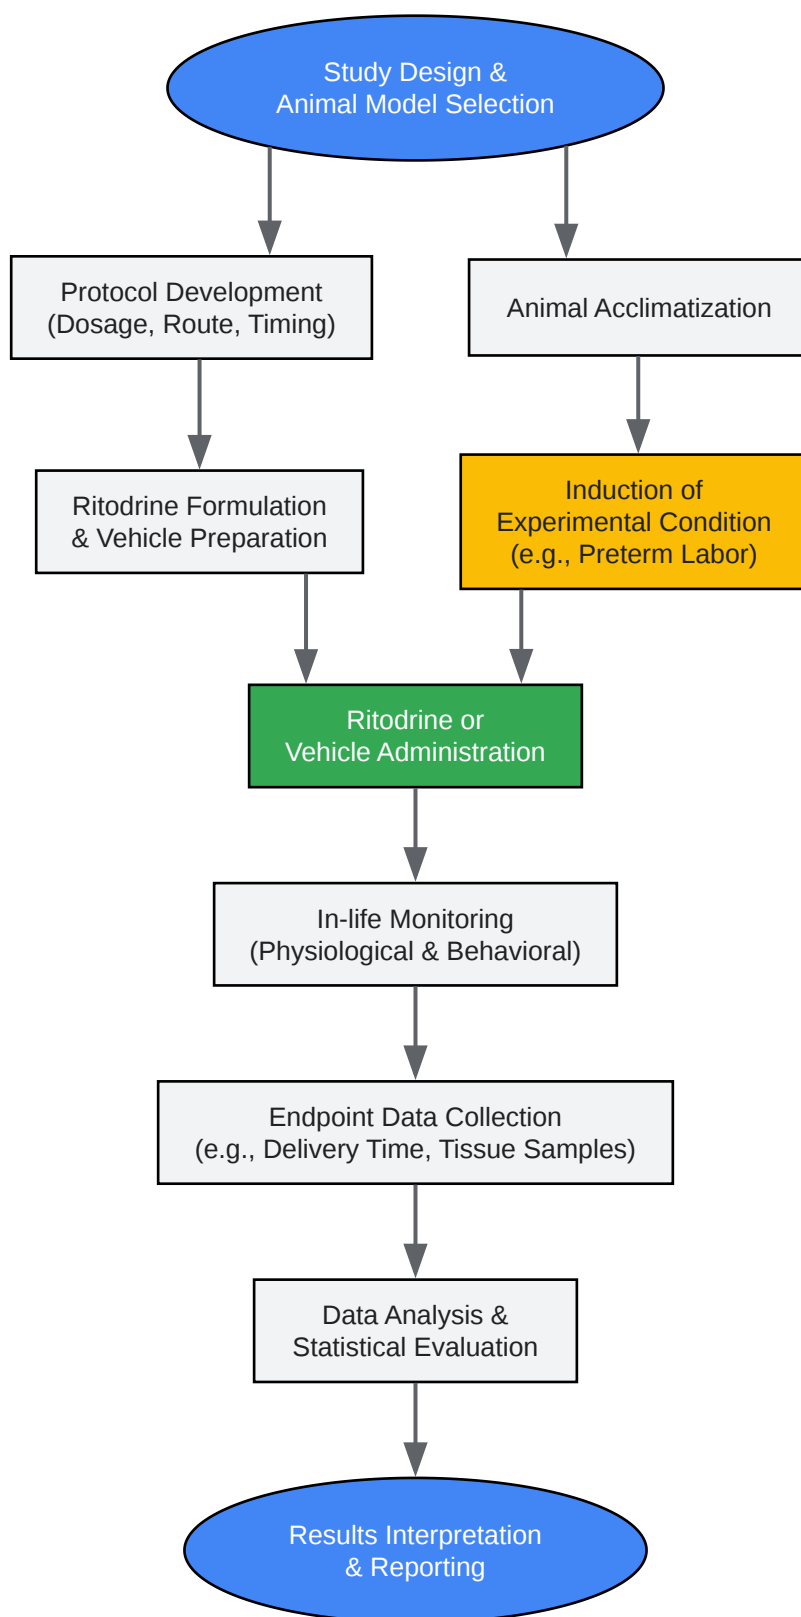 Study Design &
Animal Model Selection
Protocol Development
(Dosage, Route, Timing)
Animal Acclimatization
Ritodrine Formulation
& Vehicle Preparation
Induction of
Experimental Condition
(e.g., Preterm Labor)
Ritodrine or
Vehicle Administration
In-life Monitoring
(Physiological & Behavioral)
Endpoint Data Collection
(e.g., Delivery Time, Tissue Samples)
Data Analysis &
Statistical Evaluation
Results Interpretation
& Reporting